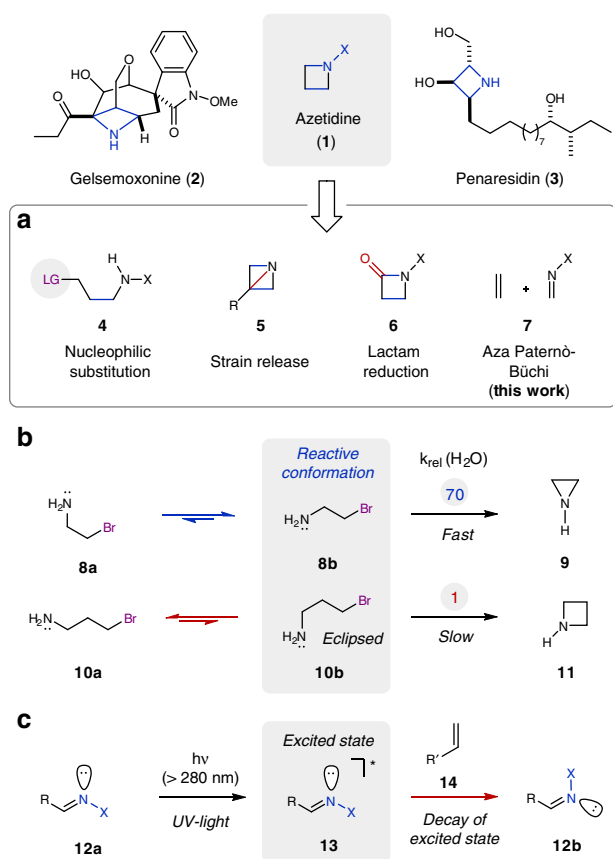 O
HO
N
OMe
O
O
NH
H
Gelsemoxonine (2)
X
N
Azetidine
(1)
HO
HO
NH
OH
7
Penaresidin (3)
a
LG
H
N
X
4
Nucleophilic
substitution
N
R
5
Strain release
O
N
X
6
Lactam
reduction
+
N
X
7
Aza Paternò-
Büchi
(this work)
b
Reactive
conformation
krel (H2O)
H2N
Br
8a
H2N
Br
8b
70
Fast
N
H
9
H2N
Br
10a
Br
H2N
Eclipsed
10b
1
Slow
H
N
11
c
R
N
X
12a
hν
(> 280 nm)
UV-light
Excited state
R
N
X
*
13
R′
14
Decay of
excited state
X
R
N
12b